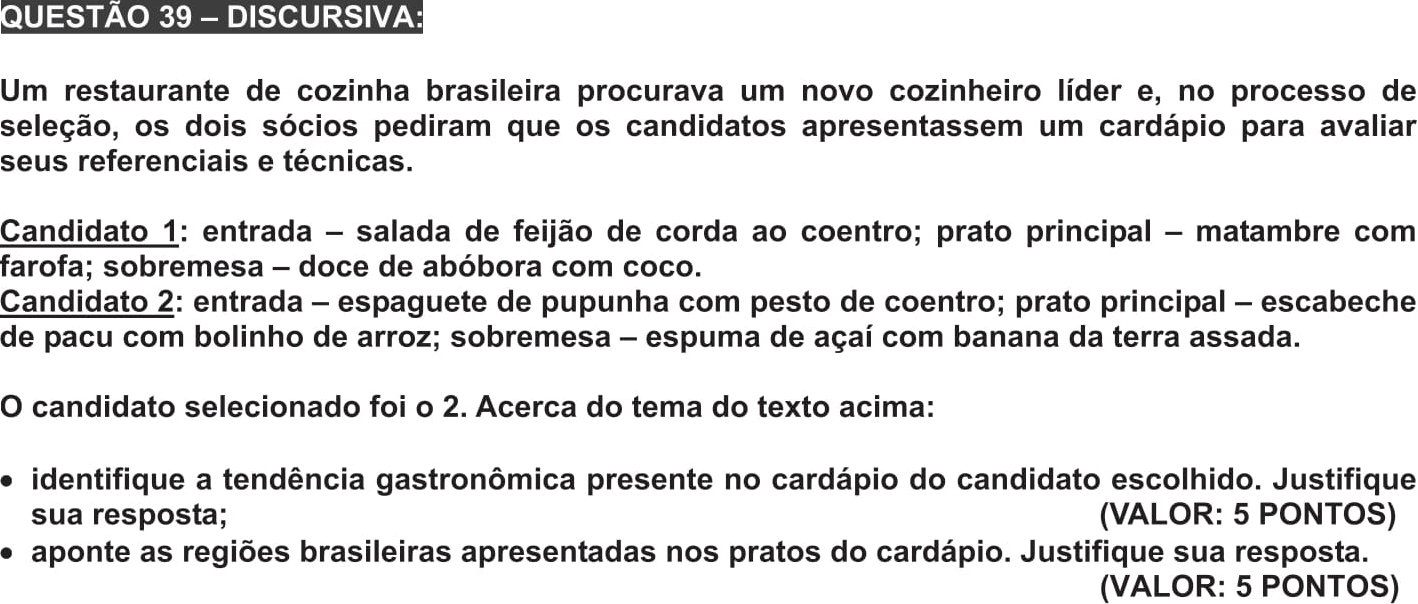 QUESTÃO 39 – DISCURSIVA:
Um restaurante de cozinha brasileira procurava um novo cozinheiro líder e, no processo de
seleção, os dois sócios pediram que os candidatos apresentassem um cardápio para avaliar
seus referenciais e técnicas.
Candidato 1: entrada – salada de feijão de corda ao coentro; prato principal – matambre com
farofa; sobremesa – doce de abóbora com coco.
Candidato 2: entrada – espaguete de pupunha com pesto de coentro; prato principal – escabeche
de pacu com bolinho de arroz; sobremesa – espuma de açaí com banana da terra assada.
O candidato selecionado foi o 2. Acerca do tema do texto acima:
• identifique a tendência gastronômica presente no cardápio do candidato escolhido. Justifique
sua resposta; (VALOR: 5 PONTOS)
• aponte as regiões brasileiras apresentadas nos pratos do cardápio. Justifique sua resposta.
(VALOR: 5 PONTOS)